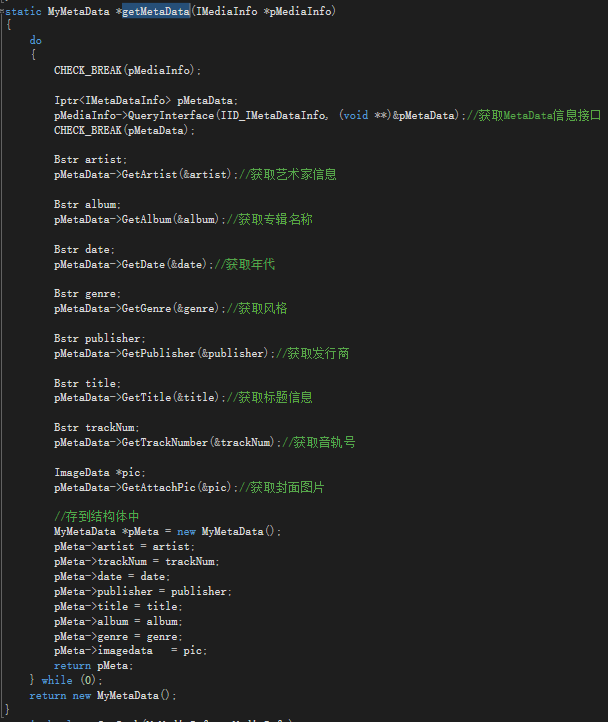 static MyMetaData *getMetaData(IMediaInfo *pMediaInfo)
{
do
{
CHECK_BREAK(pMediaInfo);
Iptr<IMetaDataInfo> pMetaData;
pMediaInfo->QueryInterface(IID_IMetaDataInfo, (void **)&pMetaData);//获取MetaData信息接口
CHECK_BREAK(pMetaData);
Bstr artist;
pMetaData->GetArtist(&artist);//获取艺术家信息
Bstr album;
pMetaData->GetAlbum(&album);//获取专辑名称
Bstr date;
pMetaData->GetDate(&date);//获取年代
Bstr genre;
pMetaData->GetGenre(&genre);//获取风格
Bstr publisher;
pMetaData->GetPublisher(&publisher);//获取发行商
Bstr title;
pMetaData->GetTitle(&title);//获取标题信息
Bstr trackNum;
pMetaData->GetTrackNumber(&trackNum);//获取音轨号
ImageData *pic;
pMetaData->GetAttachPic(&pic);//获取封面图片
//存到结构体中
MyMetaData *pMeta = new MyMetaData();
pMeta->artist = artist;
pMeta->trackNum = trackNum;
pMeta->date = date;
pMeta->publisher = publisher;
pMeta->title = title;
pMeta->album = album;
pMeta->genre = genre;
pMeta->imagedata   = pic;
return pMeta;
} while (0);
return new MyMetaData();
}